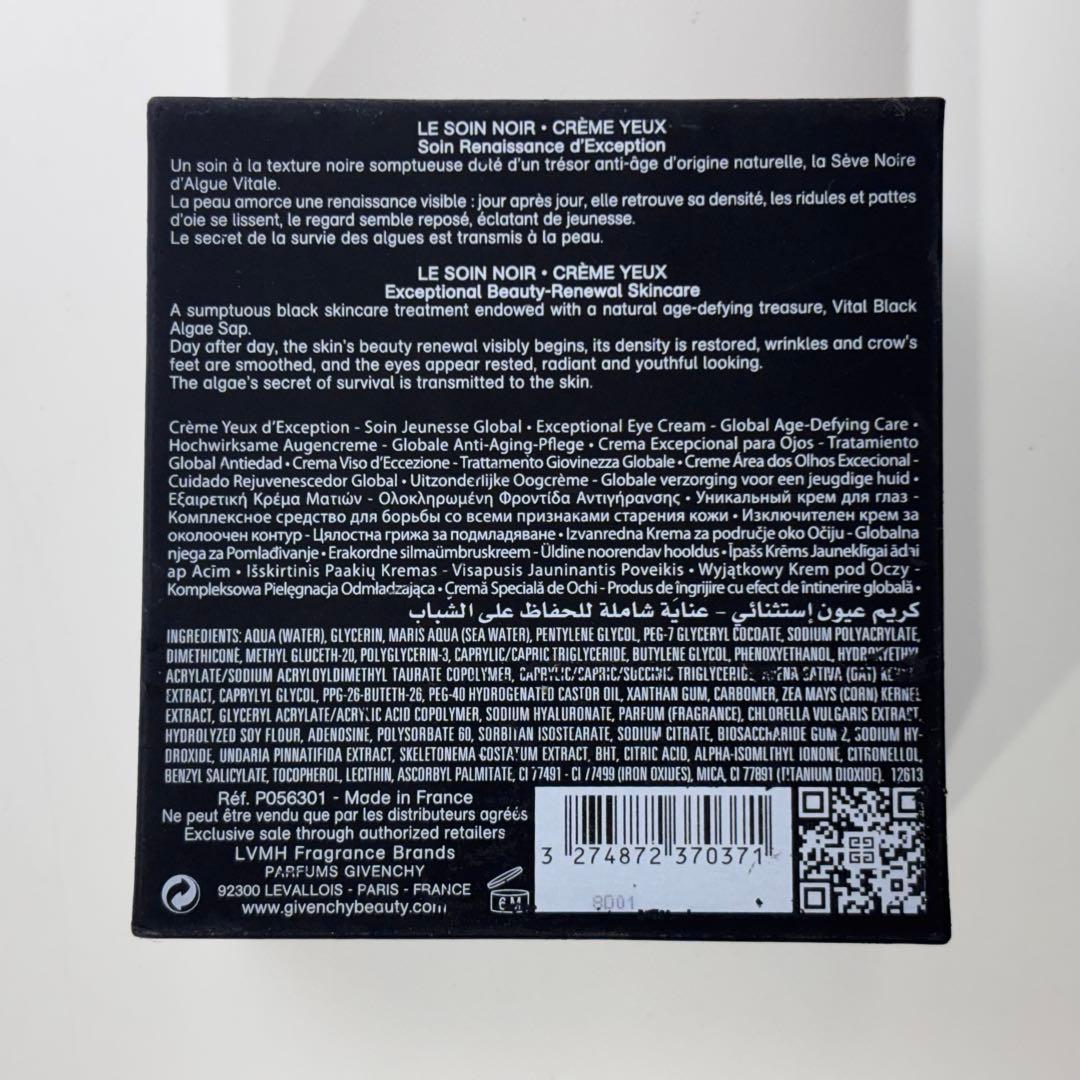 LE SOIN NOIR • CRÈME YEUX
Soin Renaissance d'Exception
Un soin à la texture noire somptueuse doté d'un trésor anti-âge d'origine naturelle, la Sève Noire
d'Algue Vitale.
La peau amorce une renaissance visible : jour après jour, elle retrouve sa densité, les ridules et pattes
d'oie se lissent, le regard semble reposé, éclatant de jeunesse.
Le secret de la survie des algues est transmis à la peau.
LE SOIN NOIR • CRÈME YEUX
Exceptional Beauty-Renewal Skincare
A sumptuous black skincare treatment endowed with a natural age-defying treasure, Vital Black
Algae Sap.
Day after day, the skin's beauty renewal visibly begins, its density is restored, wrinkles and crow's
feet are smoothed, and the eyes appear rested, radiant and youthful looking.
The algae's secret of survival is transmitted to the skin.
Crème Yeux d'Exception - Soin Jeunesse Global • Exceptional Eye Cream - Global Age-Defying Care •
Hochwirksame Augencreme - Globale Anti-Aging-Pflege • Crema Excepcional para Ojos - Tratamiento
Global Antiedad • Crema Viso d'Eccezione - Trattamento Giovinezza Globale • Creme Área dos Olhos Excecional -
Cuidado Rejuvenescedor Global • Uitzonderlijke Oogcrème - Globale verzorging voor een jeugdige huid •
Εξαιρετική Κρέμα Ματιών - Ολοκληρωμένη Φροντίδα Αντιγήρανσης • Уникальный крем для глаз -
Комплексное средство для борьбы со всеми признаками старения кожи • Изключителен крем за
околоочен контур - Цялостна грижа за подмладяване • Izvanredna Krema za područje oko Očiju - Globalna
njega za Pomlađivanje • Erakordne silmaümbruskreem - Üldine noorendav hooldus • Īpašs Krēms Jauneklīgai ādai
ap Acīm • Išskirtinis Paakių Kremas - Visapusis Jauninantis Poveikis • Wyjątkowy Krem pod Oczy -
Kompleksowa Pielęgnacja Odmładzająca • Cremă Specială de Ochi - Produs de îngrijire cu efect de întinerire globală •
كريم عيون إستثنائي - عناية شاملة للحفاظ على الشباب
INGREDIENTS: AQUA (WATER), GLYCERIN, MARIS AQUA (SEA WATER), PENTYLENE GLYCOL, PEG-7 GLYCERYL COCOATE, SODIUM POLYACRYLATE,
DIMETHICONE, METHYL GLUCETH-20, POLYGLYCERIN-3, CAPRYLIC/CAPRIC TRIGLYCERIDE, BUTYLENE GLYCOL, PHENOXYETHANOL, HYDROXYETHYL
ACRYLATE/SODIUM ACRYLOYLDIMETHYL TAURATE COPOLYMER, CAPRYLIC/CAPRIC/SUCCINIC TRIGLYCERIDE, AVENA SATIVA (OAT) KERNEL
EXTRACT, CAPRYLYL GLYCOL, PPG-26-BUTETH-26, PEG-40 HYDROGENATED CASTOR OIL, XANTHAN GUM, CARBOMER, ZEA MAYS (CORN) KERNEL
EXTRACT, GLYCERYL ACRYLATE/ACRYLIC ACID COPOLYMER, SODIUM HYALURONATE, PARFUM (FRAGRANCE), CHLORELLA VULGARIS EXTRACT,
HYDROLYZED SOY FLOUR, ADENOSINE, POLYSORBATE 60, SORBITAN ISOSTEARATE, SODIUM CITRATE, BIOSACCHARIDE GUM 2, SODIUM HY-
DROXIDE, UNDARIA PINNATIFIDA EXTRACT, SKELETONEMA COSTATUM EXTRACT, BHT, CITRIC ACID, ALPHA-ISOMETHYL IONONE, CITRONELLOL,
BENZYL SALICYLATE, TOCOPHEROL, LECITHIN, ASCORBYL PALMITATE, CI 77491 - CI 77499 (IRON OXIDES), MICA, CI 77891 (TITANIUM DIOXIDE). 12613
Réf. P056301 - Made in France
Ne peut être vendu que par les distributeurs agréés
Exclusive sale through authorized retailers
LVMH Fragrance Brands
PARFUMS GIVENCHY
92300 LEVALLOIS - PARIS - FRANCE
www.givenchybeauty.com
6M
3 274872 370371
8D01